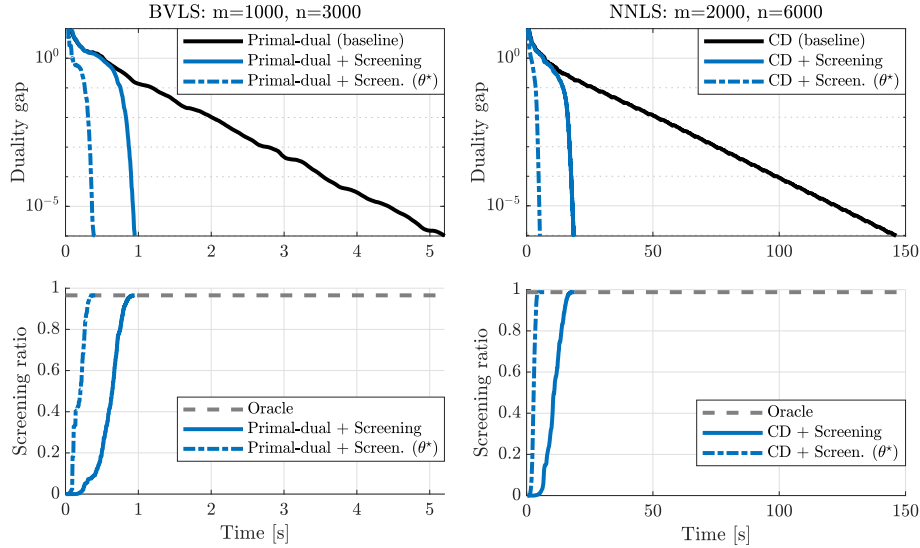 BVLS: m=1000, n=3000
Duality gap
10^0
10^-5
Primal-dual (baseline)
Primal-dual + Screening
Primal-dual + Screen. (θ*)
0 1 2 3 4 5
NNLS: m=2000, n=6000
Duality gap
10^0
10^-5
CD (baseline)
CD + Screening
CD + Screen. (θ*)
0 50 100 150
Screening ratio
1
0.8
0.6
0.4
0.2
0
Oracle
Primal-dual + Screening
Primal-dual + Screen. (θ*)
0 1 2 3 4 5
Time [s]
Screening ratio
1
0.8
0.6
0.4
0.2
0
Oracle
CD + Screening
CD + Screen. (θ*)
0 50 100 150
Time [s]